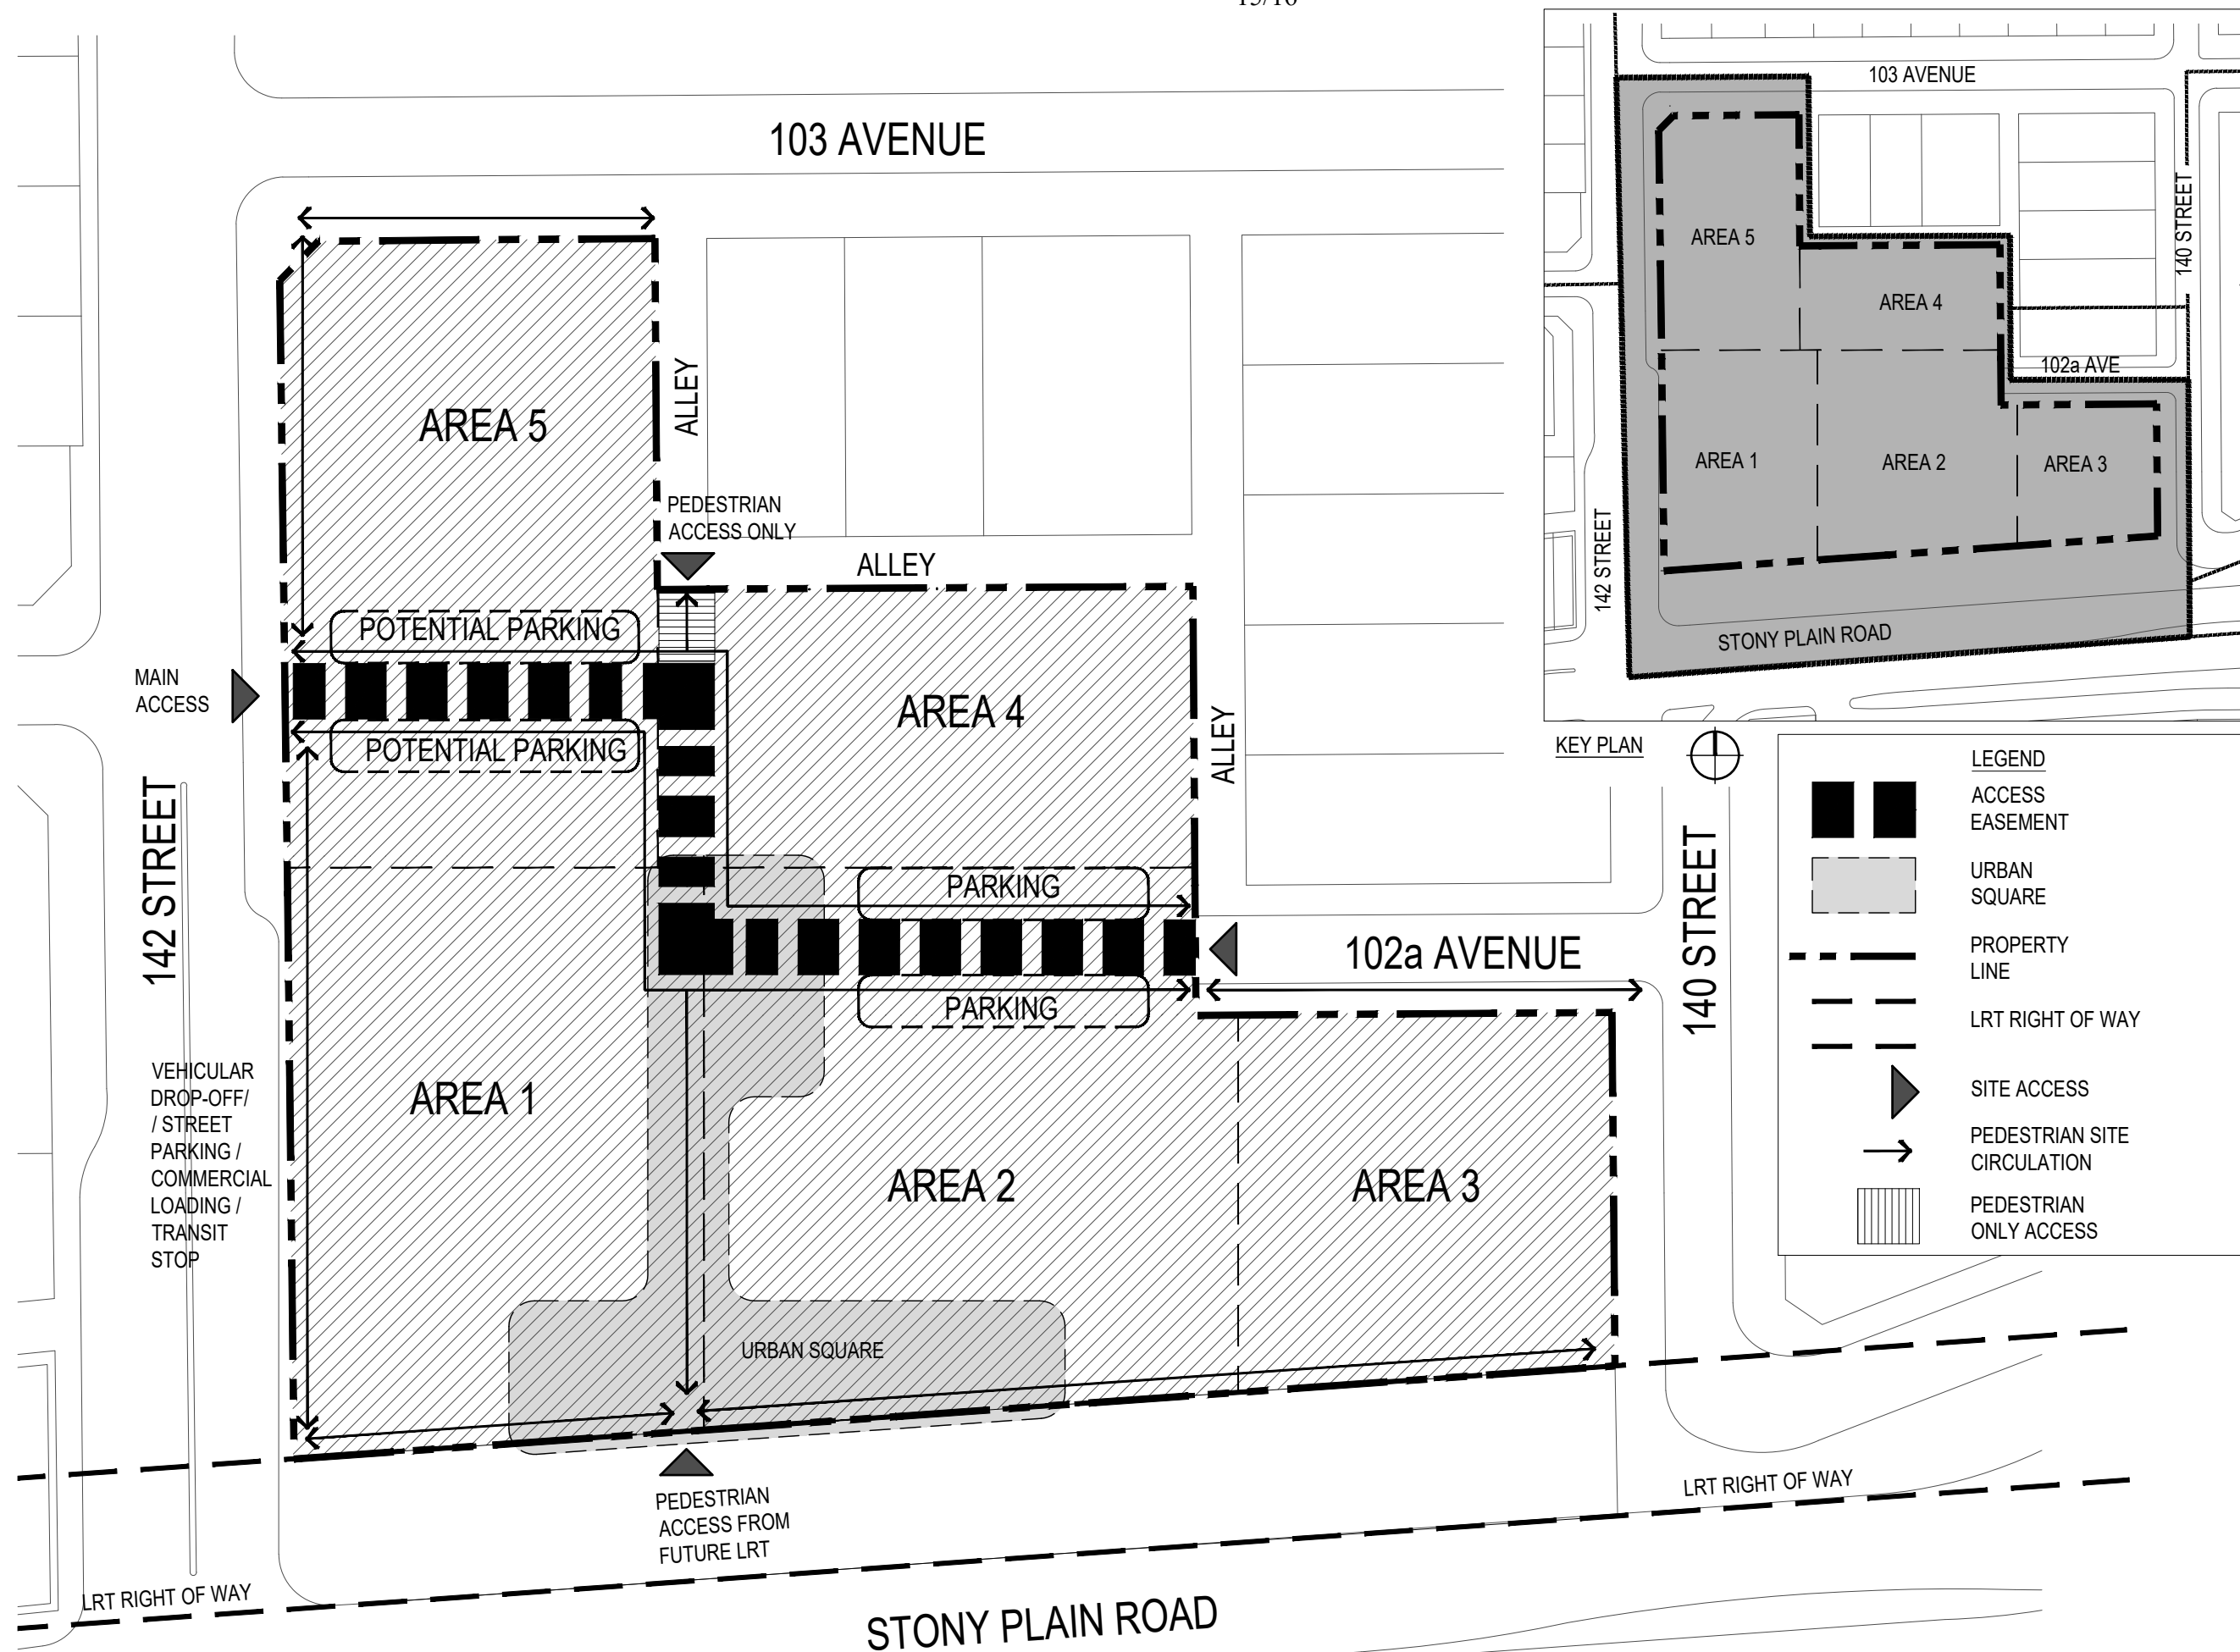 103 AVENUE
AREA 5
ALLEY
PEDESTRIAN
ACCESS ONLY
ALLEY
POTENTIAL PARKING
MAIN
ACCESS
AREA 4
POTENTIAL PARKING
ALLEY
142 STREET
PARKING
102a AVENUE
140 STREET
PARKING
VEHICULAR
DROP-OFF/
/ STREET
PARKING /
COMMERCIAL
LOADING /
TRANSIT
STOP
AREA 1
AREA 2
AREA 3
URBAN SQUARE
PEDESTRIAN
ACCESS FROM
FUTURE LRT
LRT RIGHT OF WAY
LRT RIGHT OF WAY
STONY PLAIN ROAD
103 AVENUE
AREA 5
140 STREET
AREA 4
102a AVE
AREA 1
AREA 2
AREA 3
142 STREET
STONY PLAIN ROAD
KEY PLAN
LEGEND
ACCESS
EASEMENT
URBAN
SQUARE
PROPERTY
LINE
LRT RIGHT OF WAY
SITE ACCESS
PEDESTRIAN SITE
CIRCULATION
PEDESTRIAN
ONLY ACCESS